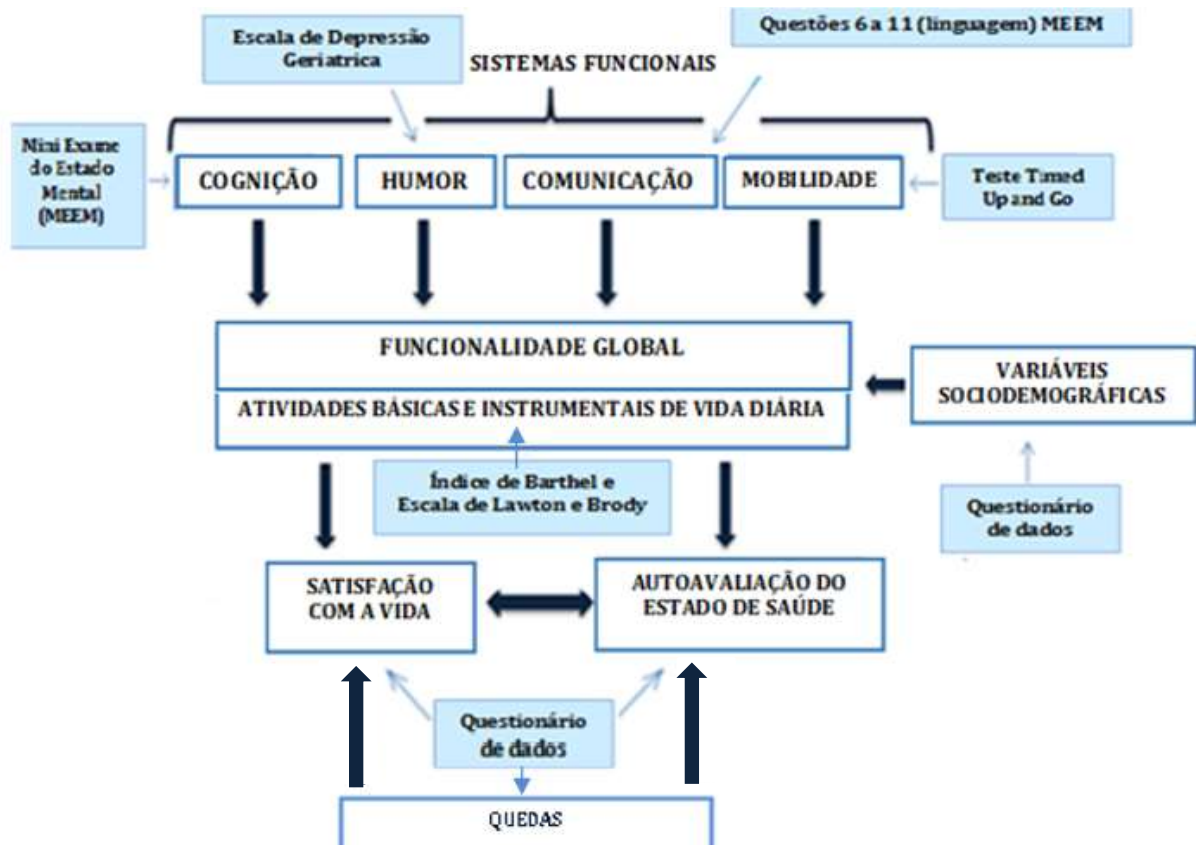 Escala de Depressão
Geriatrica
Questões 6 a 11 (linguagem) MEEM
SISTEMAS FUNCIONAIS
Mini Exame
do Estado
Mental
(MEEM)
COGNIÇÃO
HUMOR
COMUNICAÇÃO
MOBILIDADE
Teste Timed
Up and Go
FUNCIONALIDADE GLOBAL
ATIVIDADES BÁSICAS E INSTRUMENTAIS DE VIDA DIÁRIA
VARIÁVEIS
SOCIODEMOGRÁFICAS
Índice de Barthel e
Escala de Lawton e Brody
Questionário
de dados
SATISFAÇÃO
COM A VIDA
AUTOAVALIAÇÃO DO
ESTADO DE SAÚDE
Questionário
de dados
QUEDAS